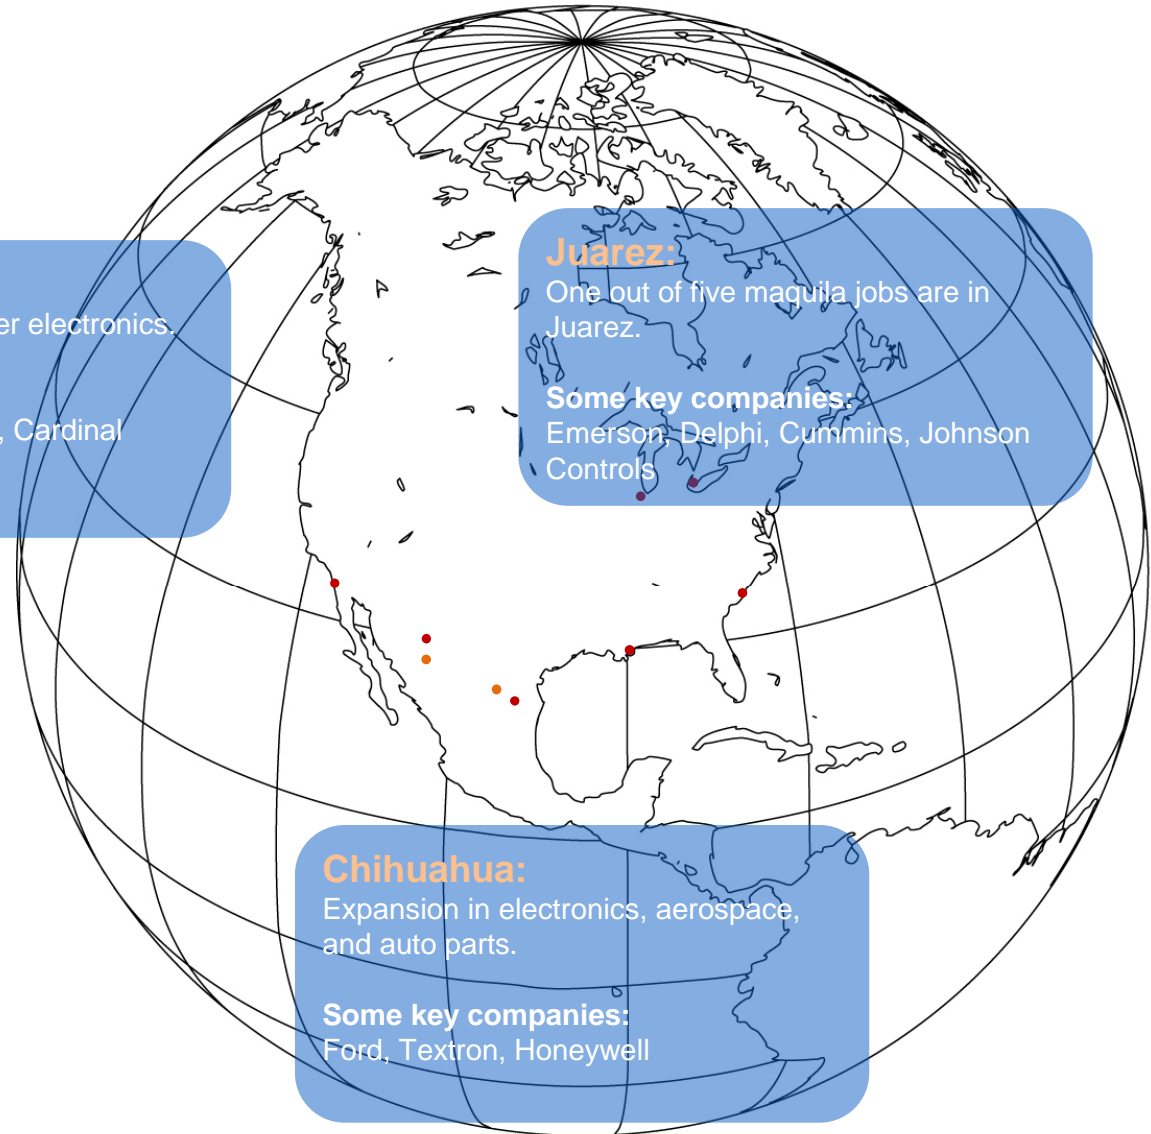 er electronics.
, Cardinal
Juarez:
One out of five maquila jobs are in
Juarez.
Some key companies:
Emerson, Delphi, Cummins, Johnson
Controls
Chihuahua:
Expansion in electronics, aerospace,
and auto parts.
Some key companies:
Ford, Textron, Honeywell